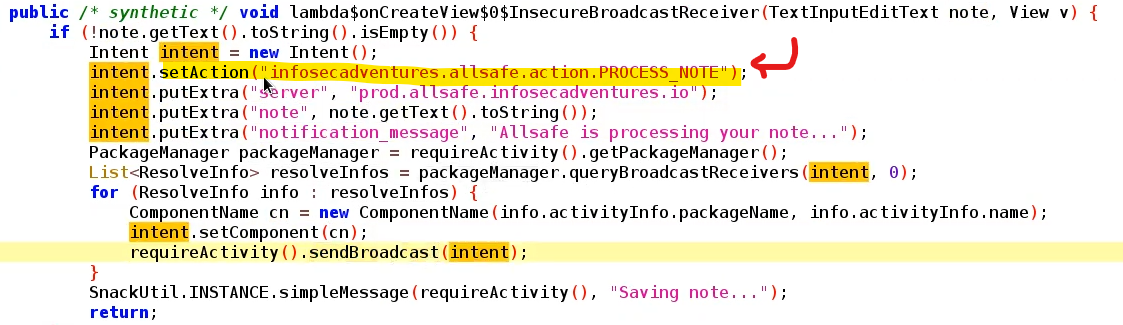 public /* synthetic */ void lambda$onCreateView$0$InsecureBroadcastReceiver(TextInputEditText note, View v) {
if (!note.getText().toString().isEmpty()) {
Intent intent = new Intent();
intent.setAction("infosecadventures.allsafe.action.PROCESS_NOTE");
intent.putExtra("server", "prod.allsafe.infosecadventures.io");
intent.putExtra("note", note.getText().toString());
intent.putExtra("notification_message", "Allsafe is processing your note...");
PackageManager packageManager = requireActivity().getPackageManager();
List<ResolveInfo> resolveInfos = packageManager.queryBroadcastReceivers(intent, 0);
for (ResolveInfo info : resolveInfos) {
ComponentName cn = new ComponentName(info.activityInfo.packageName, info.activityInfo.name);
intent.setComponent(cn);
requireActivity().sendBroadcast(intent);
}
SnackUtil.INSTANCE.simpleMessage(requireActivity(), "Saving note...");
return;